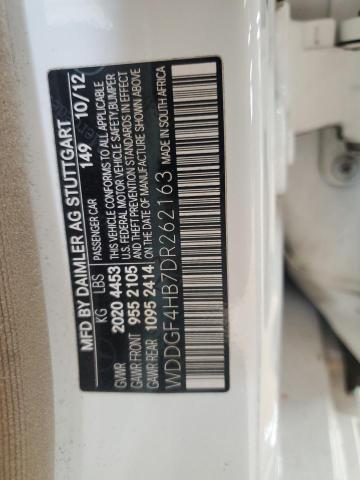 MFD BY DAIMLER AG STUTTGART
PASSENGER CAR 149 10/12
KG LBS
GVWR 2020 4453
GAWR FRONT 955 2105
GAWR REAR 1095 2414
THIS VEHICLE CONFORMS TO ALL APPLICABLE
U.S. FEDERAL MOTOR VEHICLE SAFETY, BUMPER
AND THEFT PREVENTION STANDARDS IN EFFECT
ON THE DATE OF MANUFACTURE SHOWN ABOVE
WDDGF4HB7DR262163 MADE IN SOUTH AFRICA